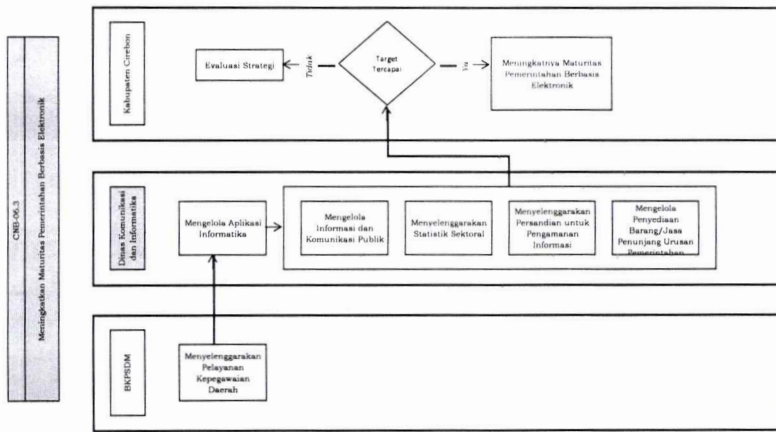 CNB-06.3
Meningkatkan Maturitas Pemerintahan Berbasis Elektronik
Kabupaten Cirebon
Evaluasi Strategi
Tidak
Target
Tercapai
Ya
Meningkatnya Maturitas
Pemerintahan Berbasis
Elektronik
Dinas Komunikasi
dan Informatika
Mengelola Aplikasi
Informatika
Mengelola
Informasi dan
Komunikasi Publik
Menyelenggarakan
Statistik Sektoral
Menyelenggarakan
Persandian untuk
Pengamanan
Informasi
Mengelola
Penyediaan
Barang/Jasa
Penunjang Urusan
Pemerintahan
BKPSDM
Menyelenggarakan
Pelayanan
Kepegawaian
Daerah